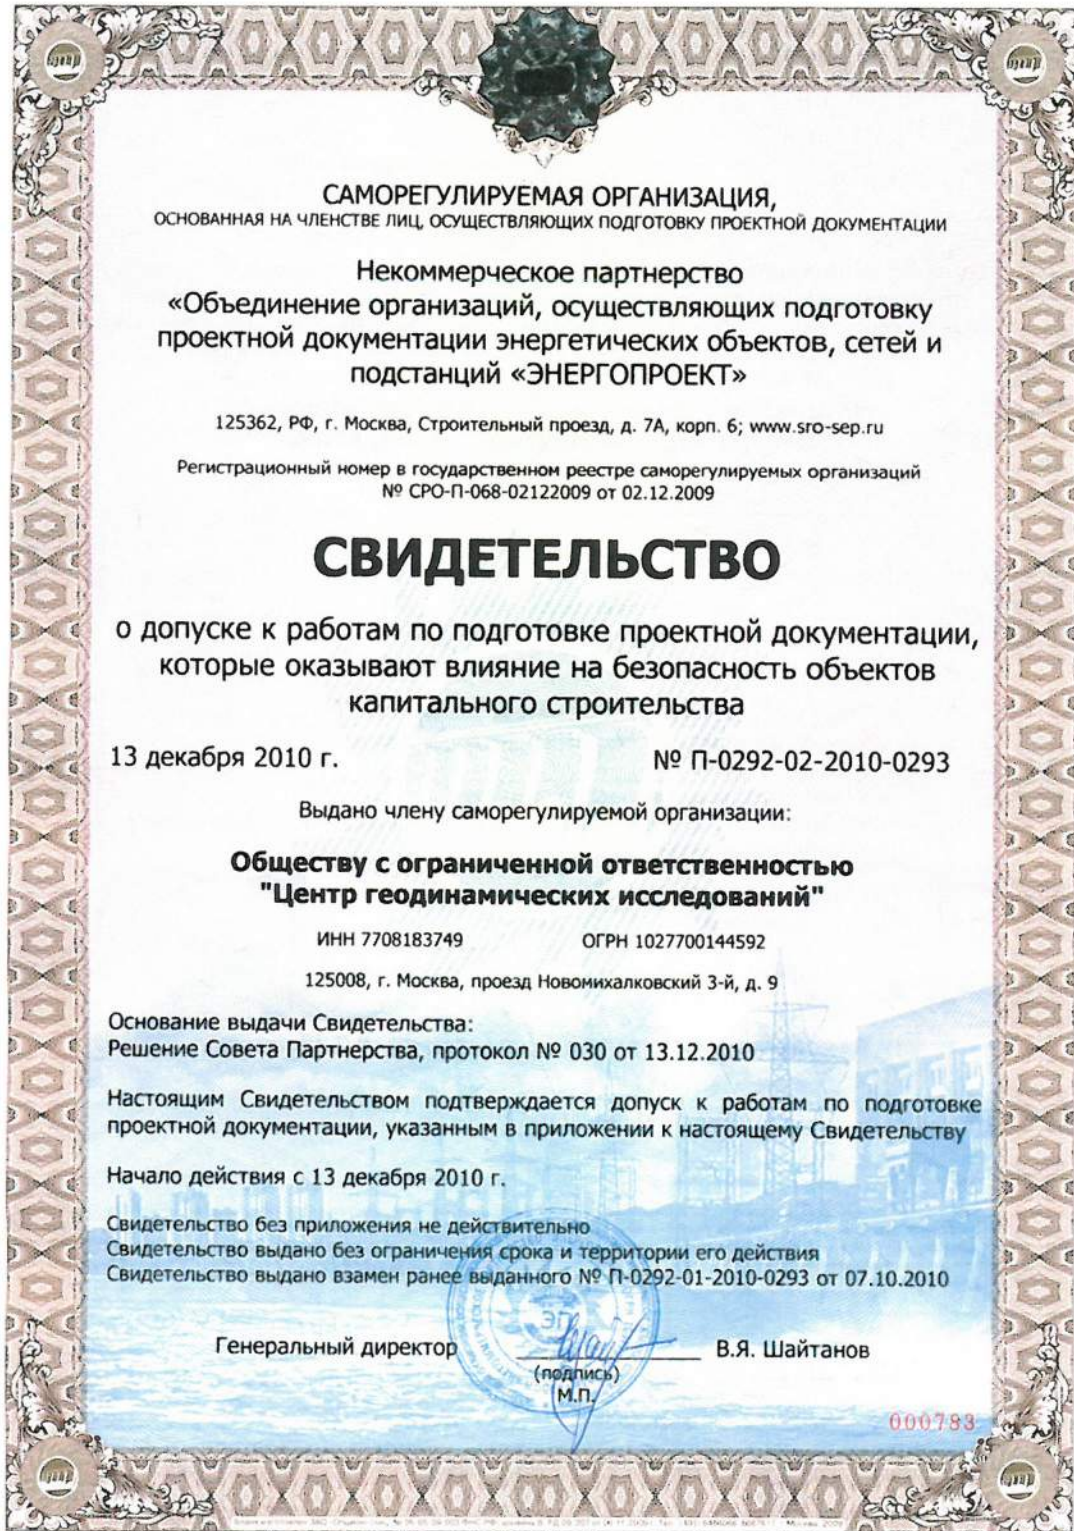 САМОРЕГУЛИРУЕМАЯ ОРГАНИЗАЦИЯ,
ОСНОВАННАЯ НА ЧЛЕНСТВЕ ЛИЦ, ОСУЩЕСТВЛЯЮЩИХ ПОДГОТОВКУ ПРОЕКТНОЙ ДОКУМЕНТАЦИИ
Некоммерческое партнерство
«Объединение организаций, осуществляющих подготовку
проектной документации энергетических объектов, сетей и
подстанций «ЭНЕРГОПРОЕКТ»
125362, РФ, г. Москва, Строительный проезд, д. 7А, корп. 6; www.sro-sep.ru
Регистрационный номер в государственном реестре саморегулируемых организаций
№ СРО-П-068-02122009 от 02.12.2009
СВИДЕТЕЛЬСТВО
о допуске к работам по подготовке проектной документации,
которые оказывают влияние на безопасность объектов
капитального строительства
13 декабря 2010 г. № П-0292-02-2010-0293
Выдано члену саморегулируемой организации:
Обществу с ограниченной ответственностью
"Центр геодинамических исследований"
ИНН 7708183749 ОГРН 1027700144592
125008, г. Москва, проезд Новомихалковский 3-й, д. 9
Основание выдачи Свидетельства:
Решение Совета Партнерства, протокол № 030 от 13.12.2010
Настоящим Свидетельством подтверждается допуск к работам по подготовке
проектной документации, указанным в приложении к настоящему Свидетельству
Начало действия с 13 декабря 2010 г.
Свидетельство без приложения не действительно
Свидетельство выдано без ограничения срока и территории его действия
Свидетельство выдано взамен ранее выданного № П-0292-01-2010-0293 от 07.10.2010
Генеральный директор В.Я. Шайтанов
(подпись)
М.П.
000783